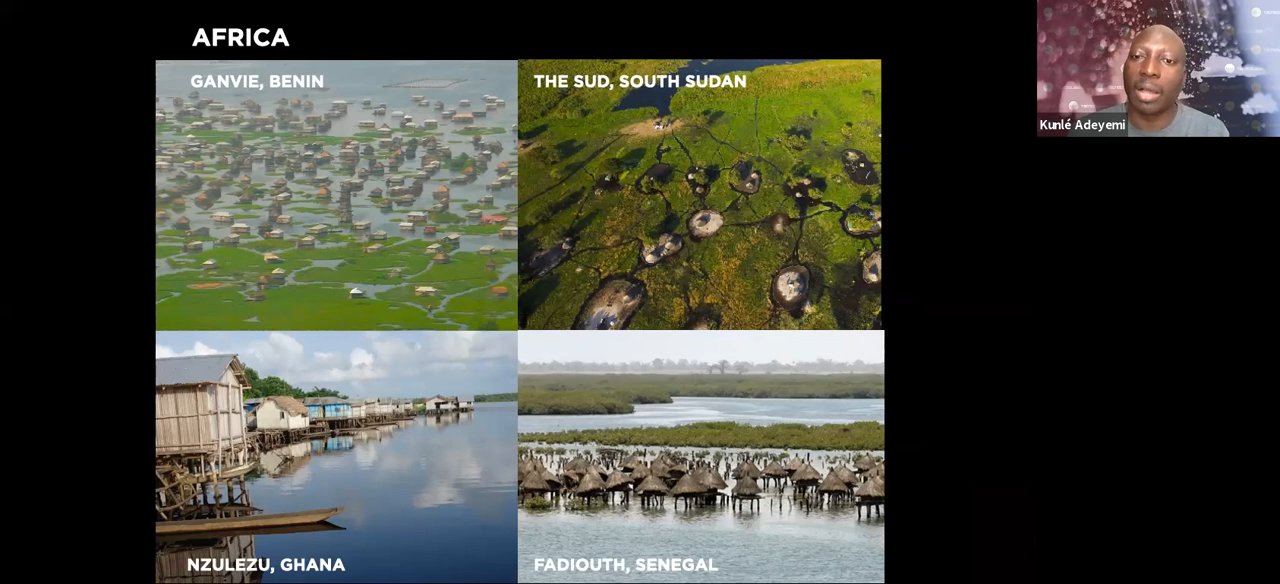 AFRICA
GANVIE, BENIN
THE SUD, SOUTH SUDAN
NZULEZU, GHANA
FADIOUTH, SENEGAL
Kunlé Adeyemi